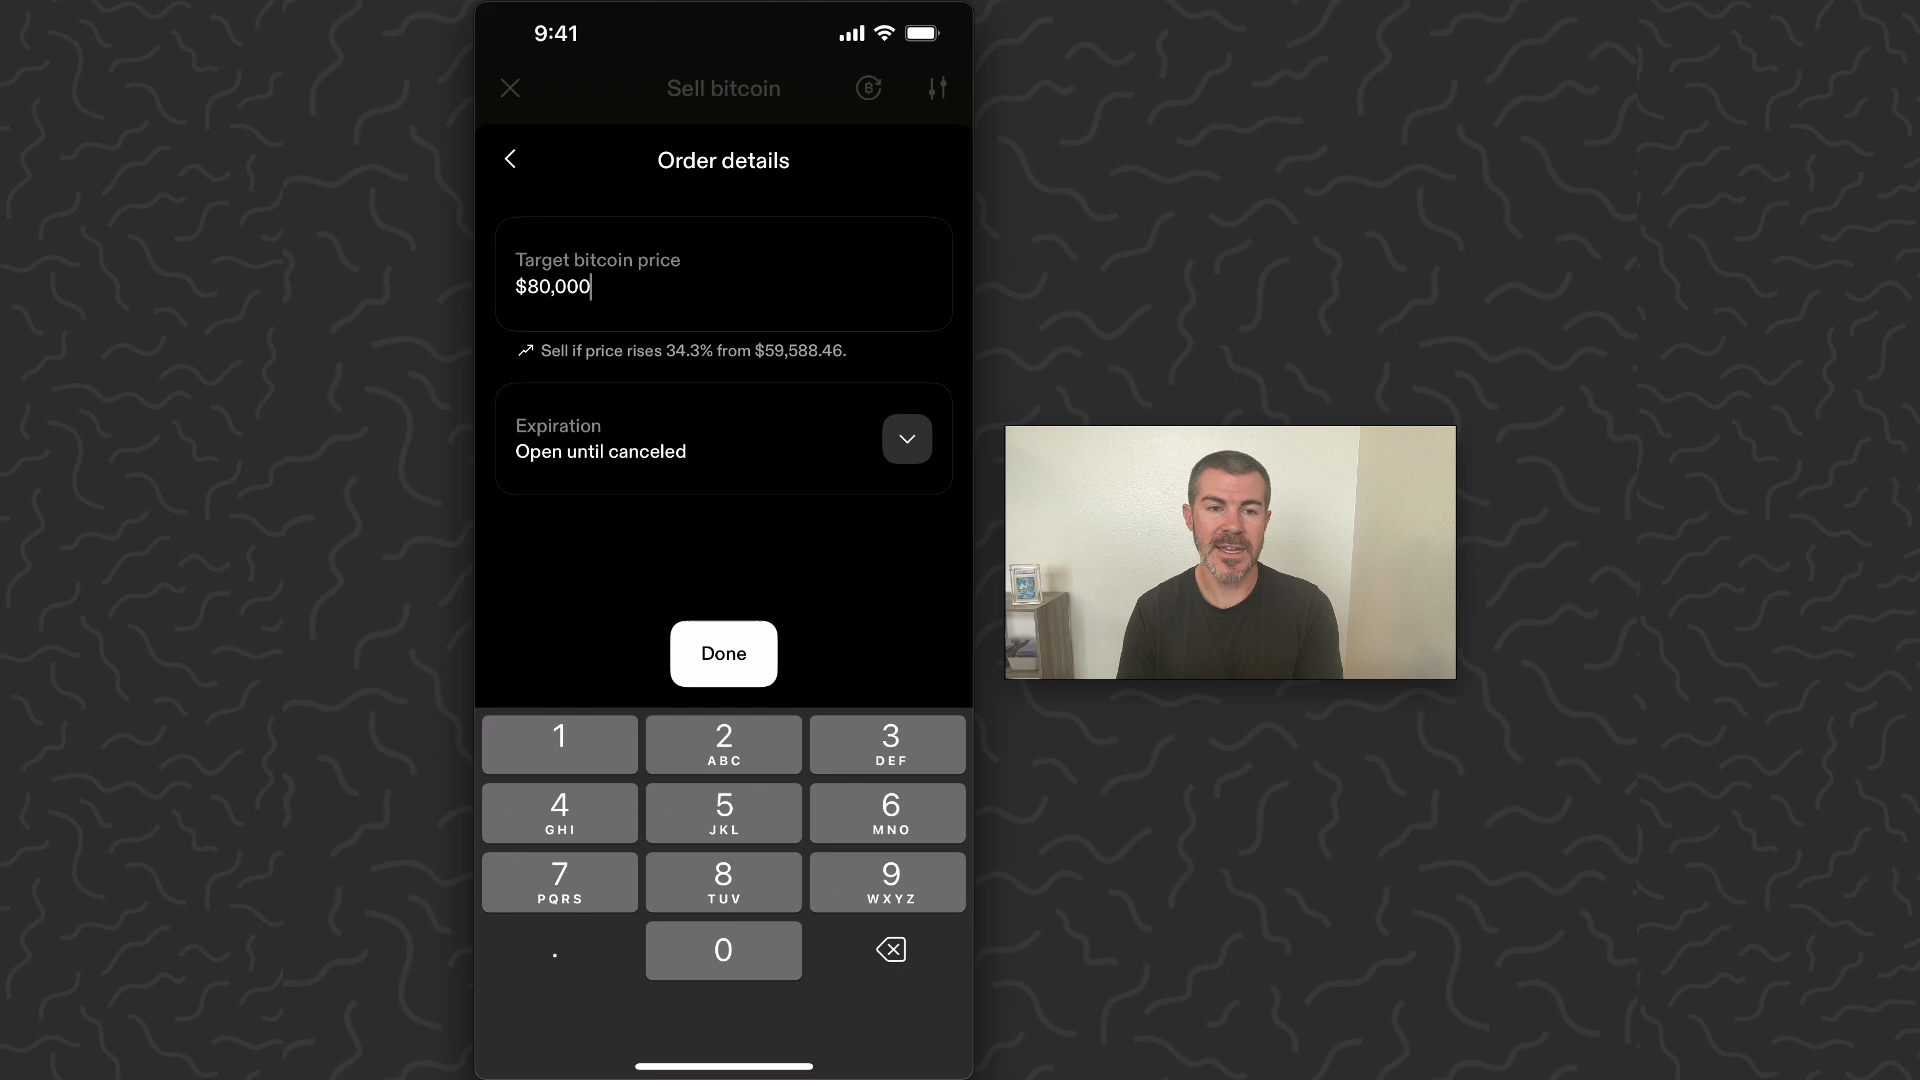 9:41
Sell bitcoin
Order details
Target bitcoin price
$80,000
Sell if price rises 34.3% from $59,588.46.
Expiration
Open until canceled
Done
1
2
ABC
3
DEF
4
GHI
5
JKL
6
MNO
7
PQRS
8
TUV
9
WXYZ
.
0